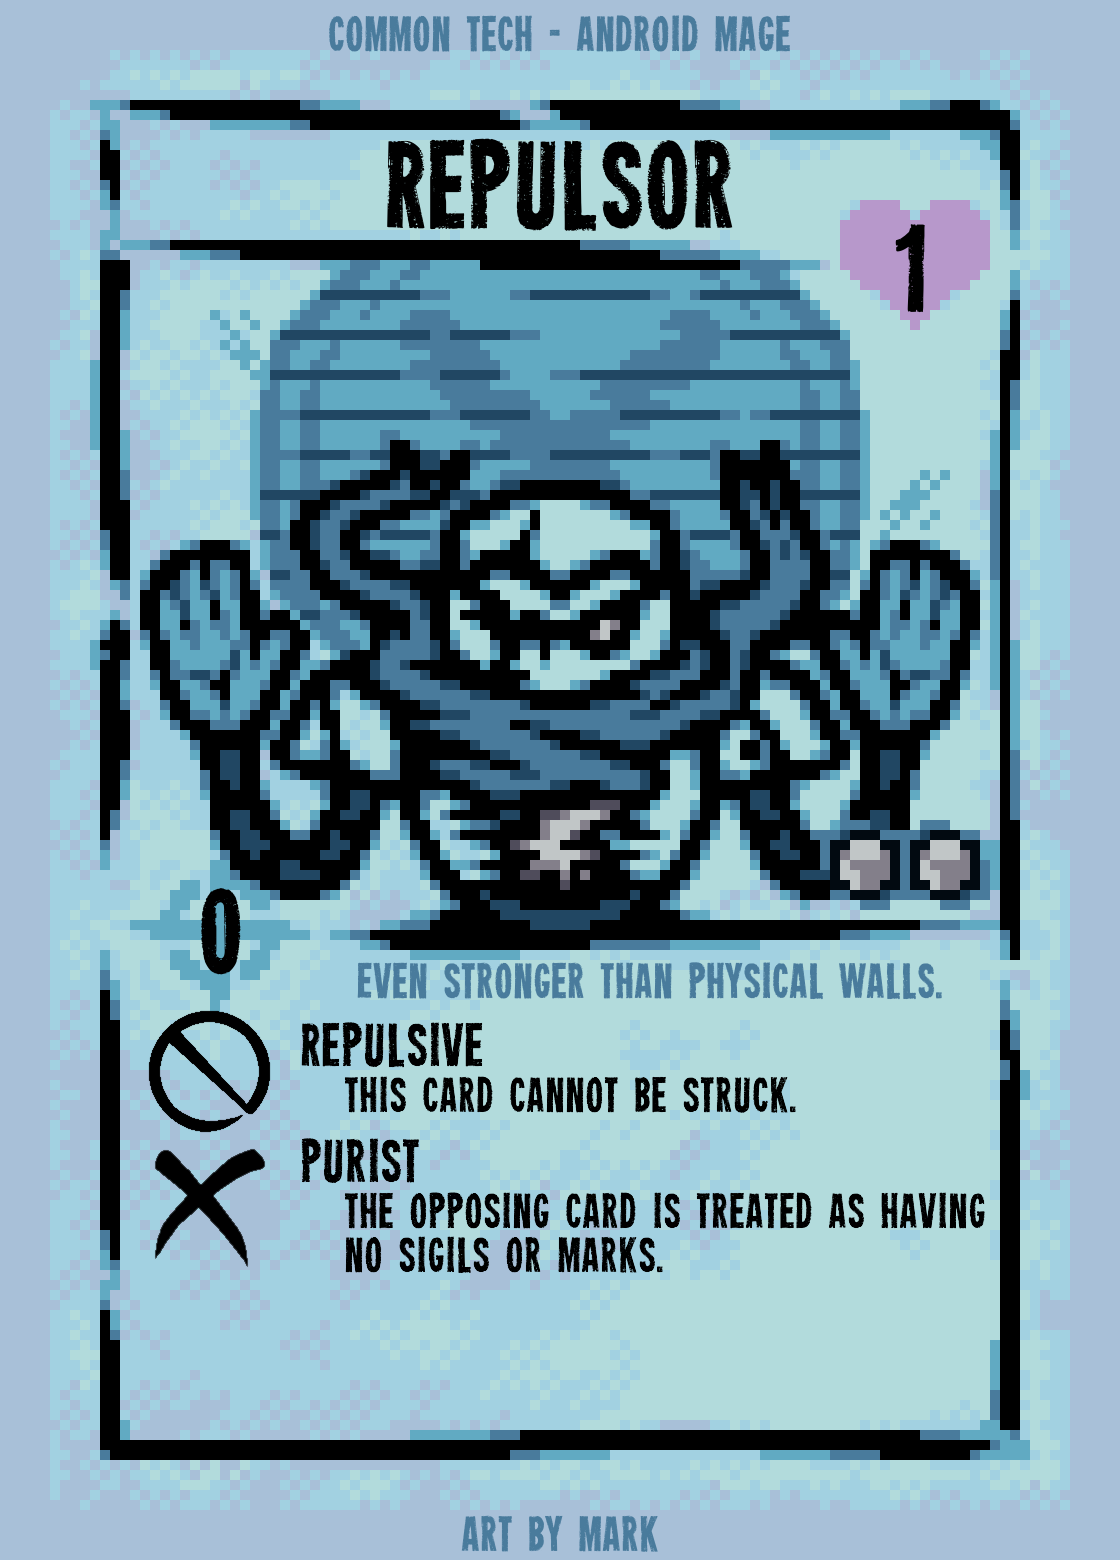 COMMON TECH - ANDROID MAGE
REPULSOR
1
0
EVEN STRONGER THAN PHYSICAL WALLS.
REPULSIVE
THIS CARD CANNOT BE STRUCK.
PURIST
THE OPPOSING CARD IS TREATED AS HAVING
NO SIGILS OR MARKS.
ART BY MARK